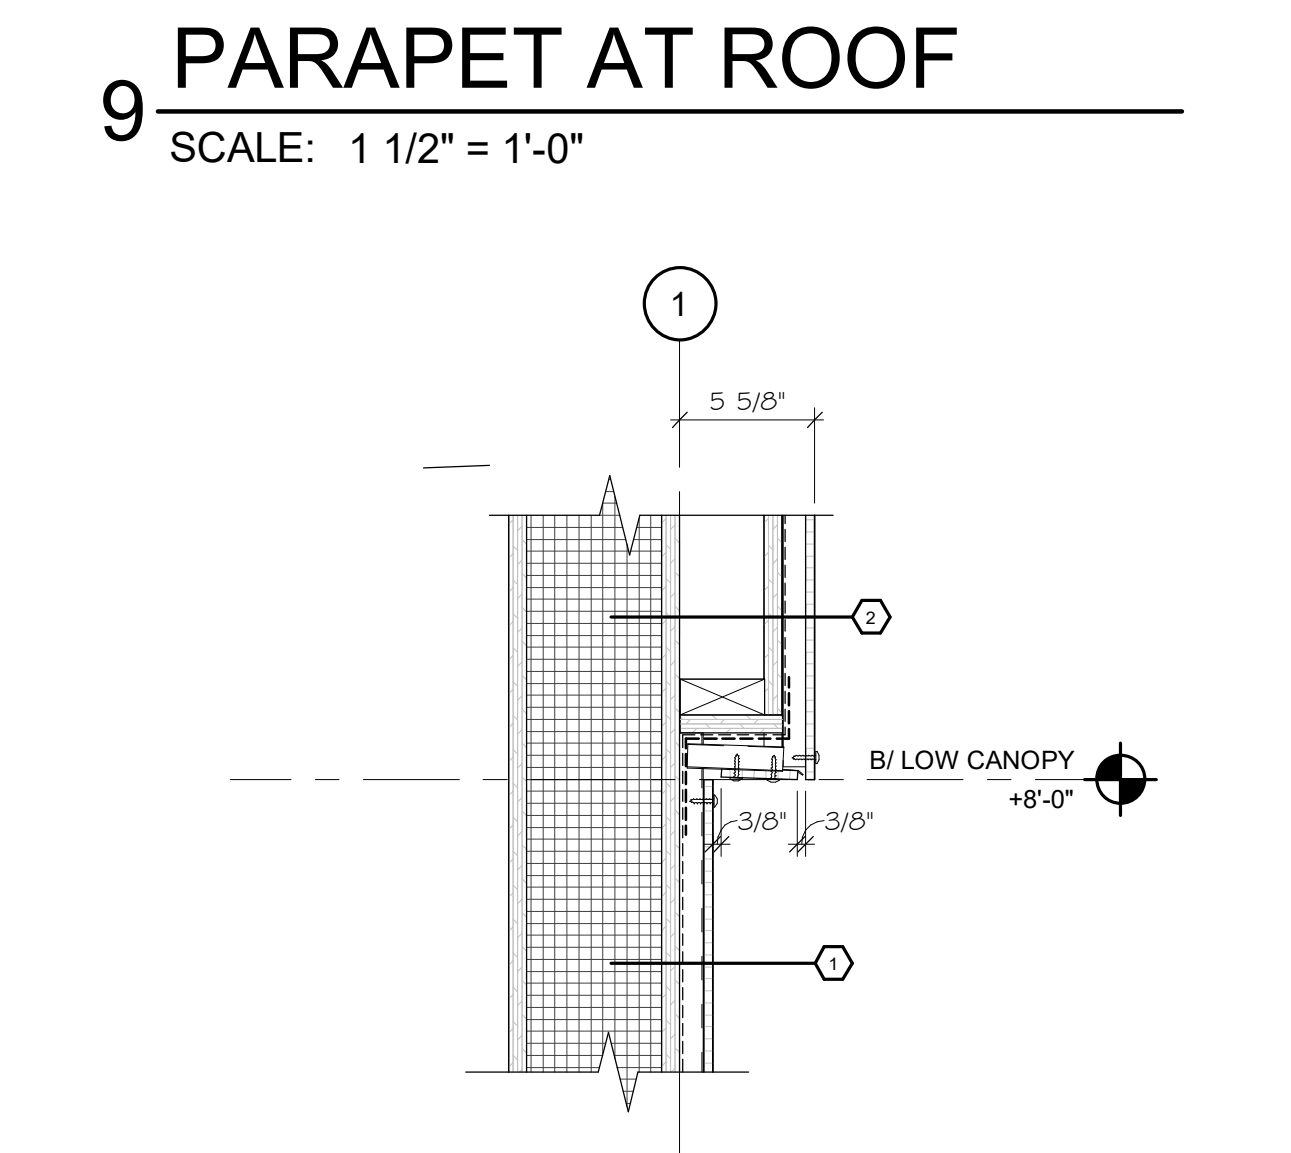 PARAPET AT ROOF
9
SCALE: 1 1/2" = 1'-0"
1
5 5/8"
2
B/ LOW CANOPY
+8'-0"
3/8" 3/8"
1